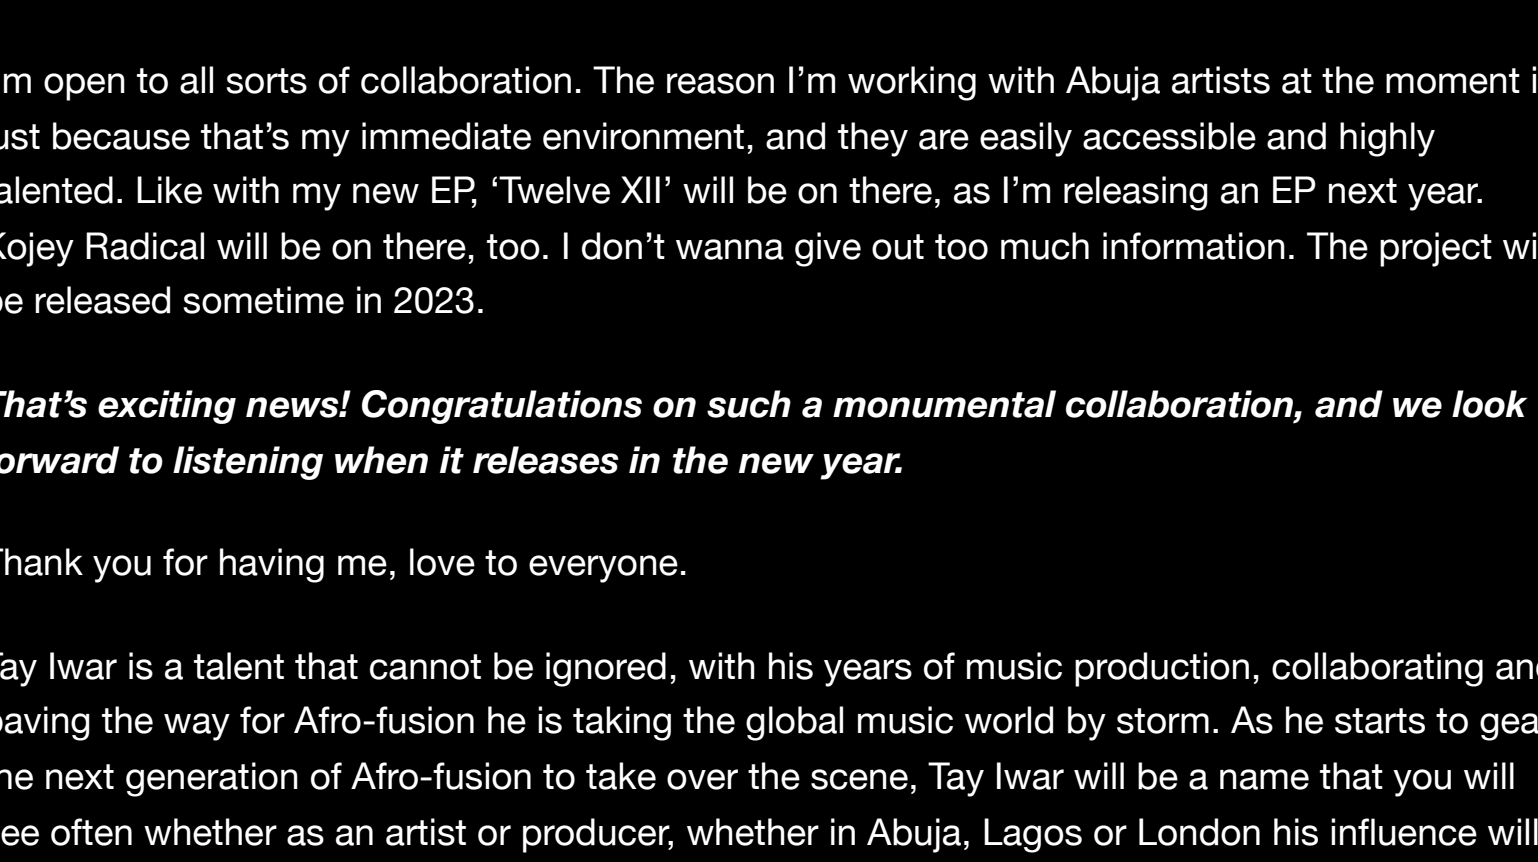 m open to all sorts of collaboration. The reason I’m working with Abuja artists at the moment i
ust because that’s my immediate environment, and they are easily accessible and highly
alented. Like with my new EP, ‘Twelve XII’ will be on there, as I’m releasing an EP next year.
Kojey Radical will be on there, too. I don’t wanna give out too much information. The project wi
be released sometime in 2023.
That’s exciting news! Congratulations on such a monumental collaboration, and we look
orward to listening when it releases in the new year.
Thank you for having me, love to everyone.
Tay Iwar is a talent that cannot be ignored, with his years of music production, collaborating and
paving the way for Afro-fusion he is taking the global music world by storm. As he starts to gea
he next generation of Afro-fusion to take over the scene, Tay Iwar will be a name that you will
ee often whether as an artist or producer, whether in Abuja, Lagos or London his influence will